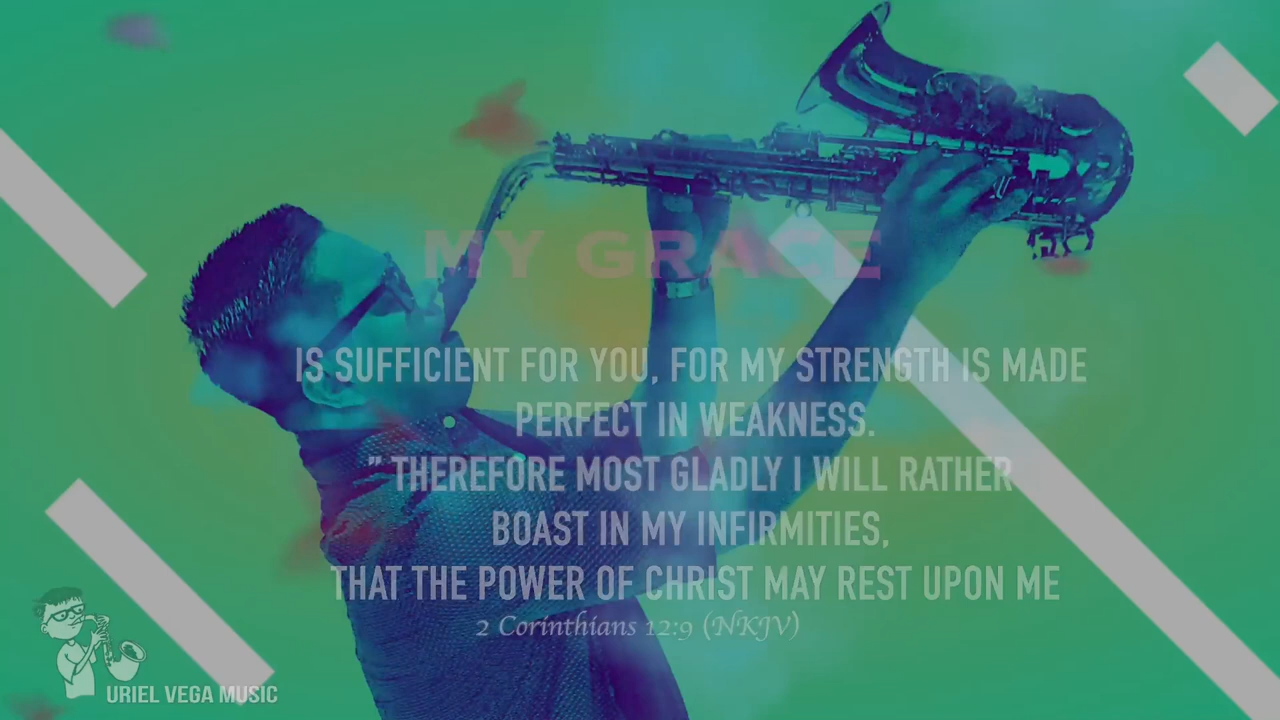 MY GRACE
IS SUFFICIENT FOR YOU, FOR MY STRENGTH IS MADE
PERFECT IN WEAKNESS.
" THEREFORE MOST GLADLY I WILL RATHER
BOAST IN MY INFIRMITIES,
THAT THE POWER OF CHRIST MAY REST UPON ME
2 Corinthians 12:9 (NKJV)
URIEL VEGA MUSIC